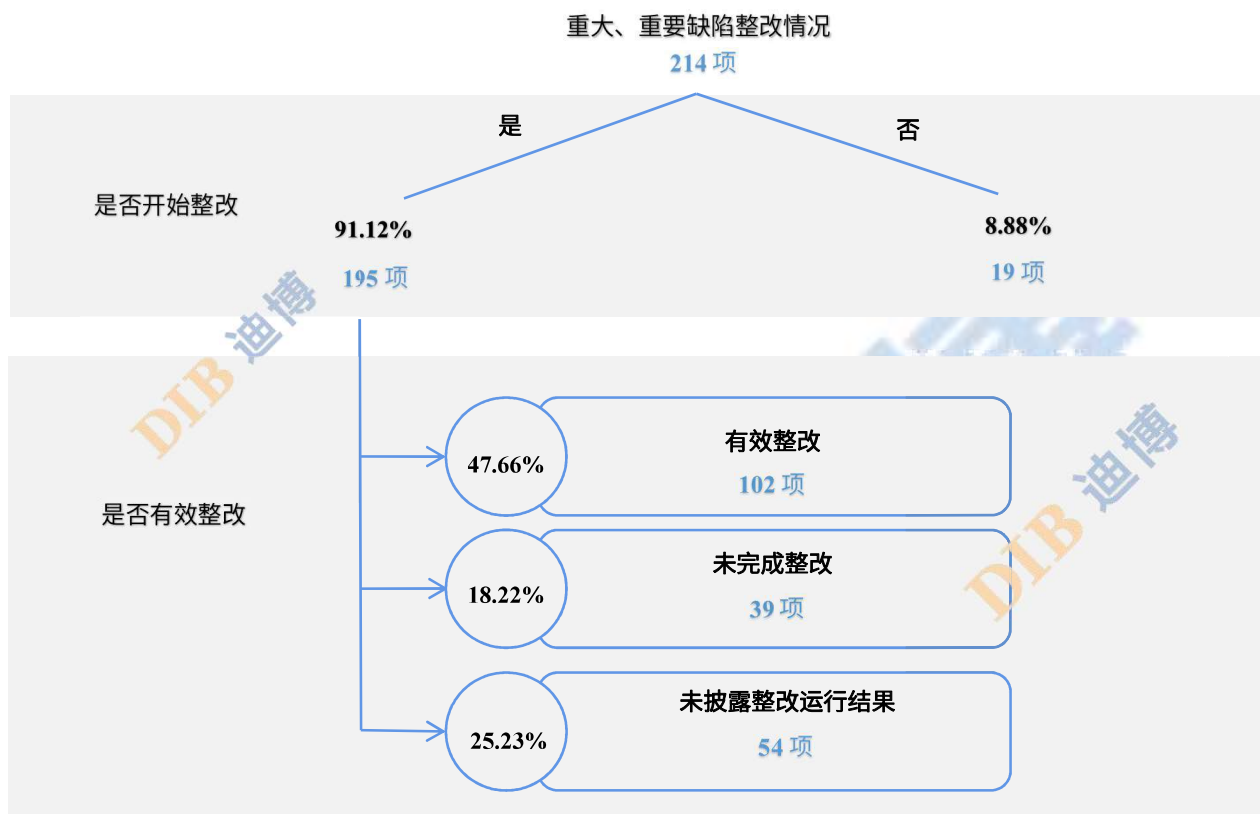 重大、重要缺陷整改情况
214 项
是
否
是否开始整改
91.12%
8.88%
195 项
19 项
DIB 迪博
47.66%
有效整改
102 项
是否有效整改
18.22%
未完成整改
39 项
DIB 迪博
25.23%
未披露整改运行结果
54 项